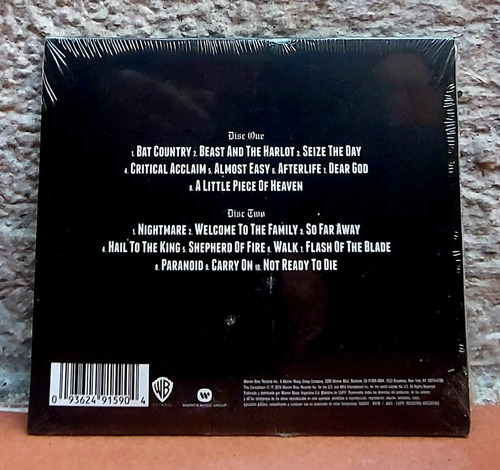 Disc One
1. BAT COUNTRY 2. BEAST AND THE HARLOT 3. SEIZE THE DAY
4. CRITICAL ACCLAIM 5. ALMOST EASY 6. AFTERLIFE 7. DEAR GOD
8. A LITTLE PIECE OF HEAVEN
Disc Two
1. NIGHTMARE 2. WELCOME TO THE FAMILY 3. SO FAR AWAY
4. HAIL TO THE KING 5. SHEPHERD OF FIRE 6. WALK 7. FLASH OF THE BLADE
8. PARANOID 9. CARRY ON 10. NOT READY TO DIE
0 93624 91590 4
WB
WARNER MUSIC GROUP